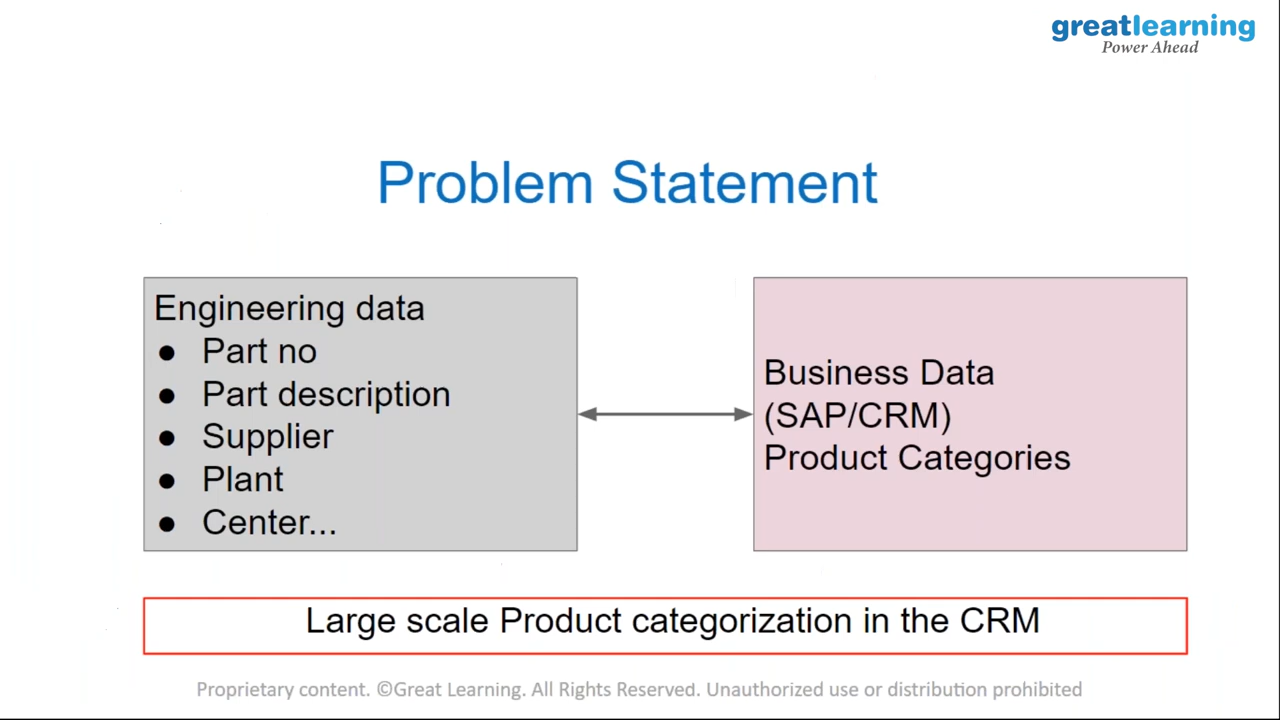 greatlearning
Power Ahead
Problem Statement
Engineering data
● Part no
● Part description
● Supplier
● Plant
● Center...
Business Data
(SAP/CRM)
Product Categories
Large scale Product categorization in the CRM
Proprietary content. ©Great Learning. All Rights Reserved. Unauthorized use or distribution prohibited